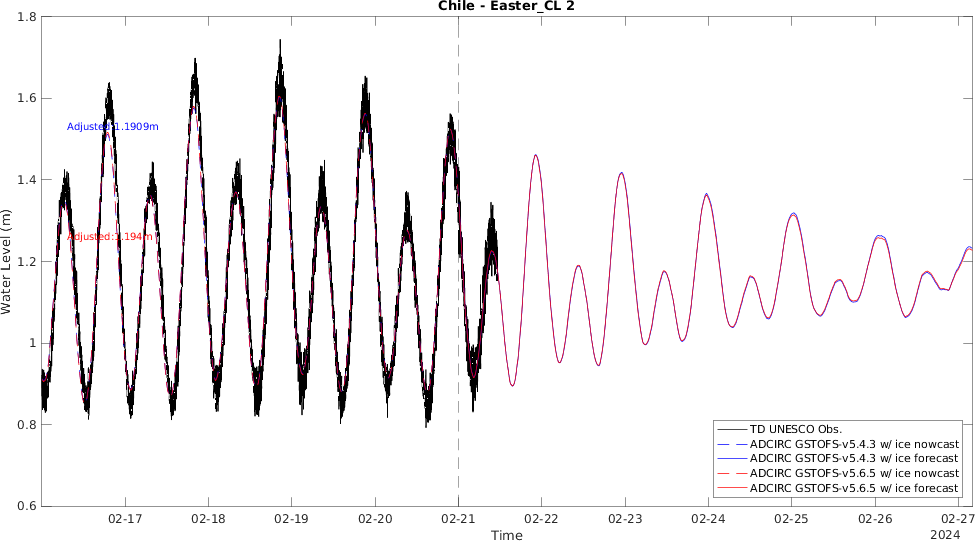 Chile - Easter_CL 2
1.8
1.6
1.4
1.2
1
0.8
0.6
Water Level (m)
Adjusted:1.1909m
Adjusted:1.194m
TD UNESCO Obs.
ADCIRC GSTOFS-v5.4.3 w/ ice nowcast
ADCIRC GSTOFS-v5.4.3 w/ ice forecast
ADCIRC GSTOFS-v5.6.5 w/ ice nowcast
ADCIRC GSTOFS-v5.6.5 w/ ice forecast
02-17 02-18 02-19 02-20 02-21 02-22 02-23 02-24 02-25 02-26 02-27
Time
2024